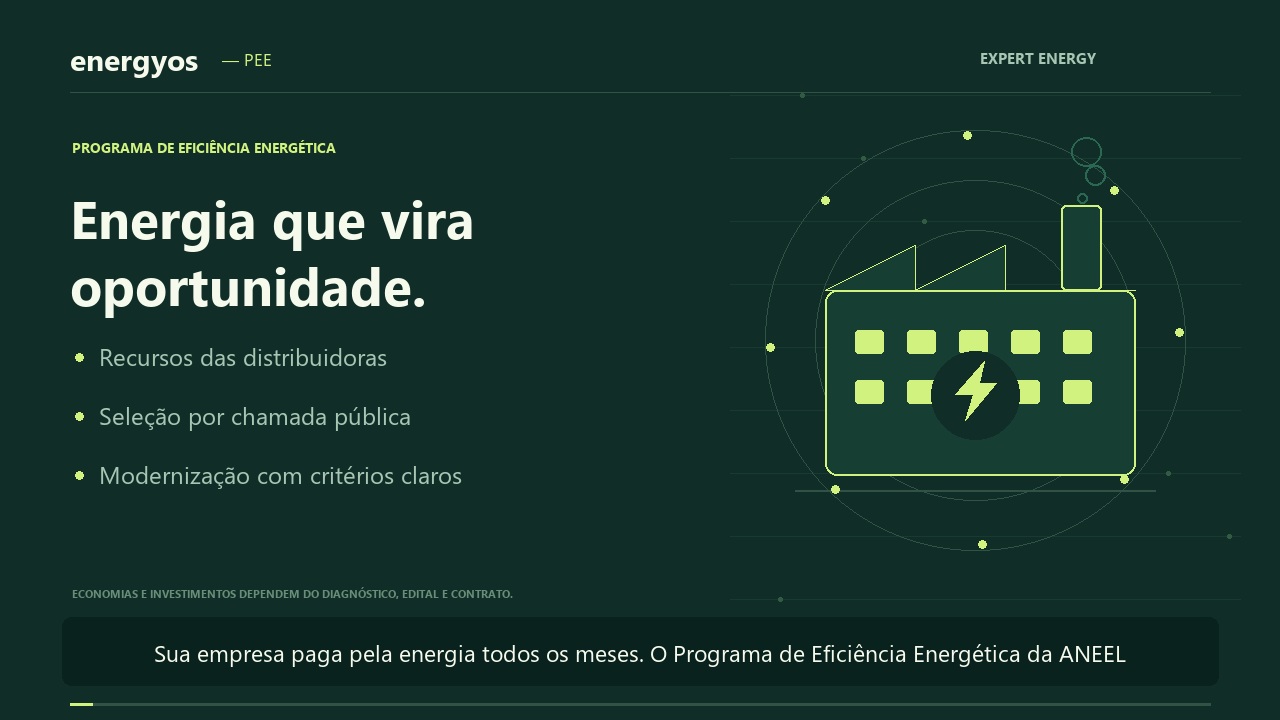 energyos — PEE
EXPERT ENERGY
PROGRAMA DE EFICIÊNCIA ENERGÉTICA
Energia que vira
oportunidade.
Recursos das distribuidoras
Seleção por chamada pública
Modernização com critérios claros
ECONOMIAS E INVESTIMENTOS DEPENDEM DO DIAGNÓSTICO, EDITAL E CONTRATO.
Sua empresa paga pela energia todos os meses. O Programa de Eficiência Energética da ANEEL